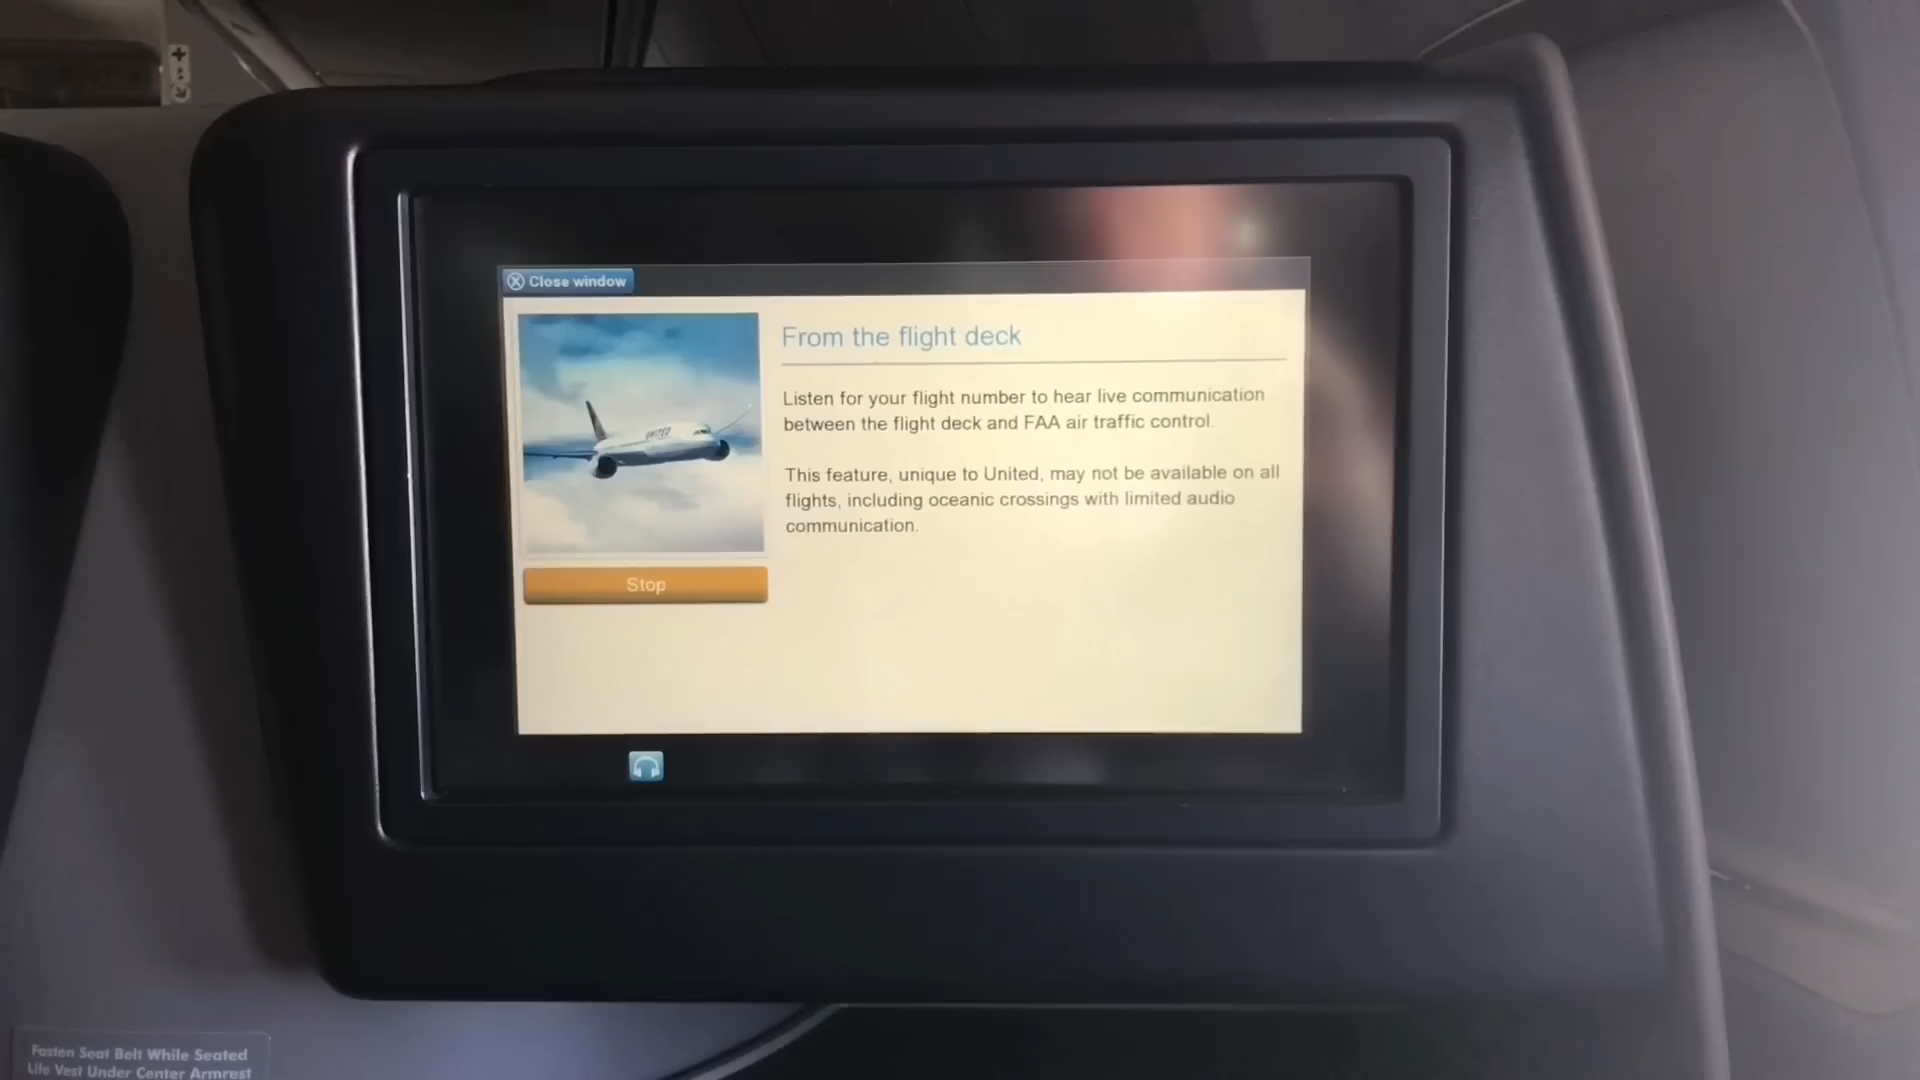 Close window
From the flight deck
Listen for your flight number to hear live communication
between the flight deck and FAA air traffic control.
This feature, unique to United, may not be available on all
flights, including oceanic crossings with limited audio
communication.
UNITED
Stop
Fasten Seat Belt While Seated
Life Vest Under Center Armrest